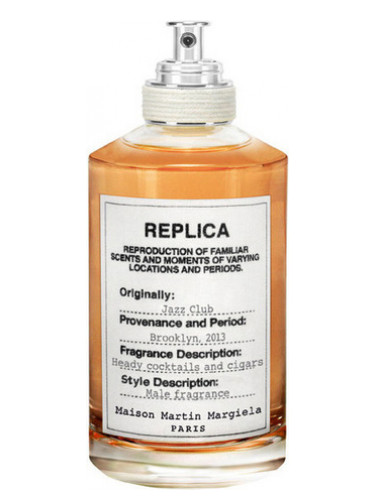 REPLICA
REPRODUCTION OF FAMILIAR
SCENTS AND MOMENTS OF VARYING
LOCATIONS AND PERIODS.
Originally:
Jazz Club
Provenance and Period:
Brooklyn, 2013
Fragrance Description:
Heady cocktails and cigars
Style Description:
Male fragrance
Maison Martin Margiela
PARIS